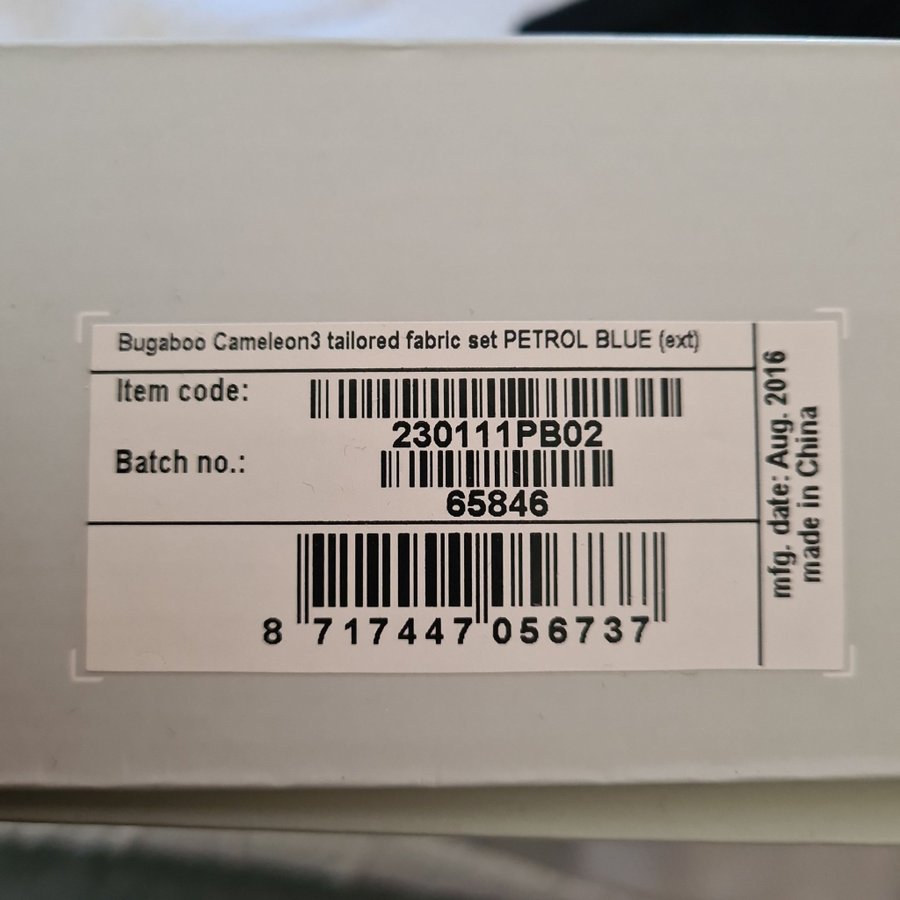 Bugaboo Cameleon3 tailored fabric set PETROL BLUE (ext)
Item code:
230111PB02
Batch no.:
65846
8 717447 056737
mfg. date: Aug. 2016
made in China